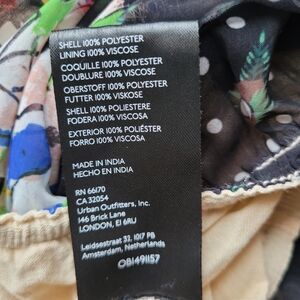 SHELL 100% POLYESTER
LINING 100% VISCOSE
COQUILLE 100% POLYESTER
DOUBLURE 100% VISCOSE
OBERSTOFF 100% POLYESTER
FUTTER 100% VISKOSE
SHELL 100% POLIESTERE
FODERA 100% VISCOSA
EXTERIOR 100% POLIÉSTER
FORRO 100% VISCOSA
MADE IN INDIA
HECHO EN INDIA
RN 66170
CA 32054
Urban Outfitters, Inc.
146 Brick Lane
LONDON, E1 6RU
Leidsestraat 33, 1017 PB
Amsterdam, Netherlands
OB1491157